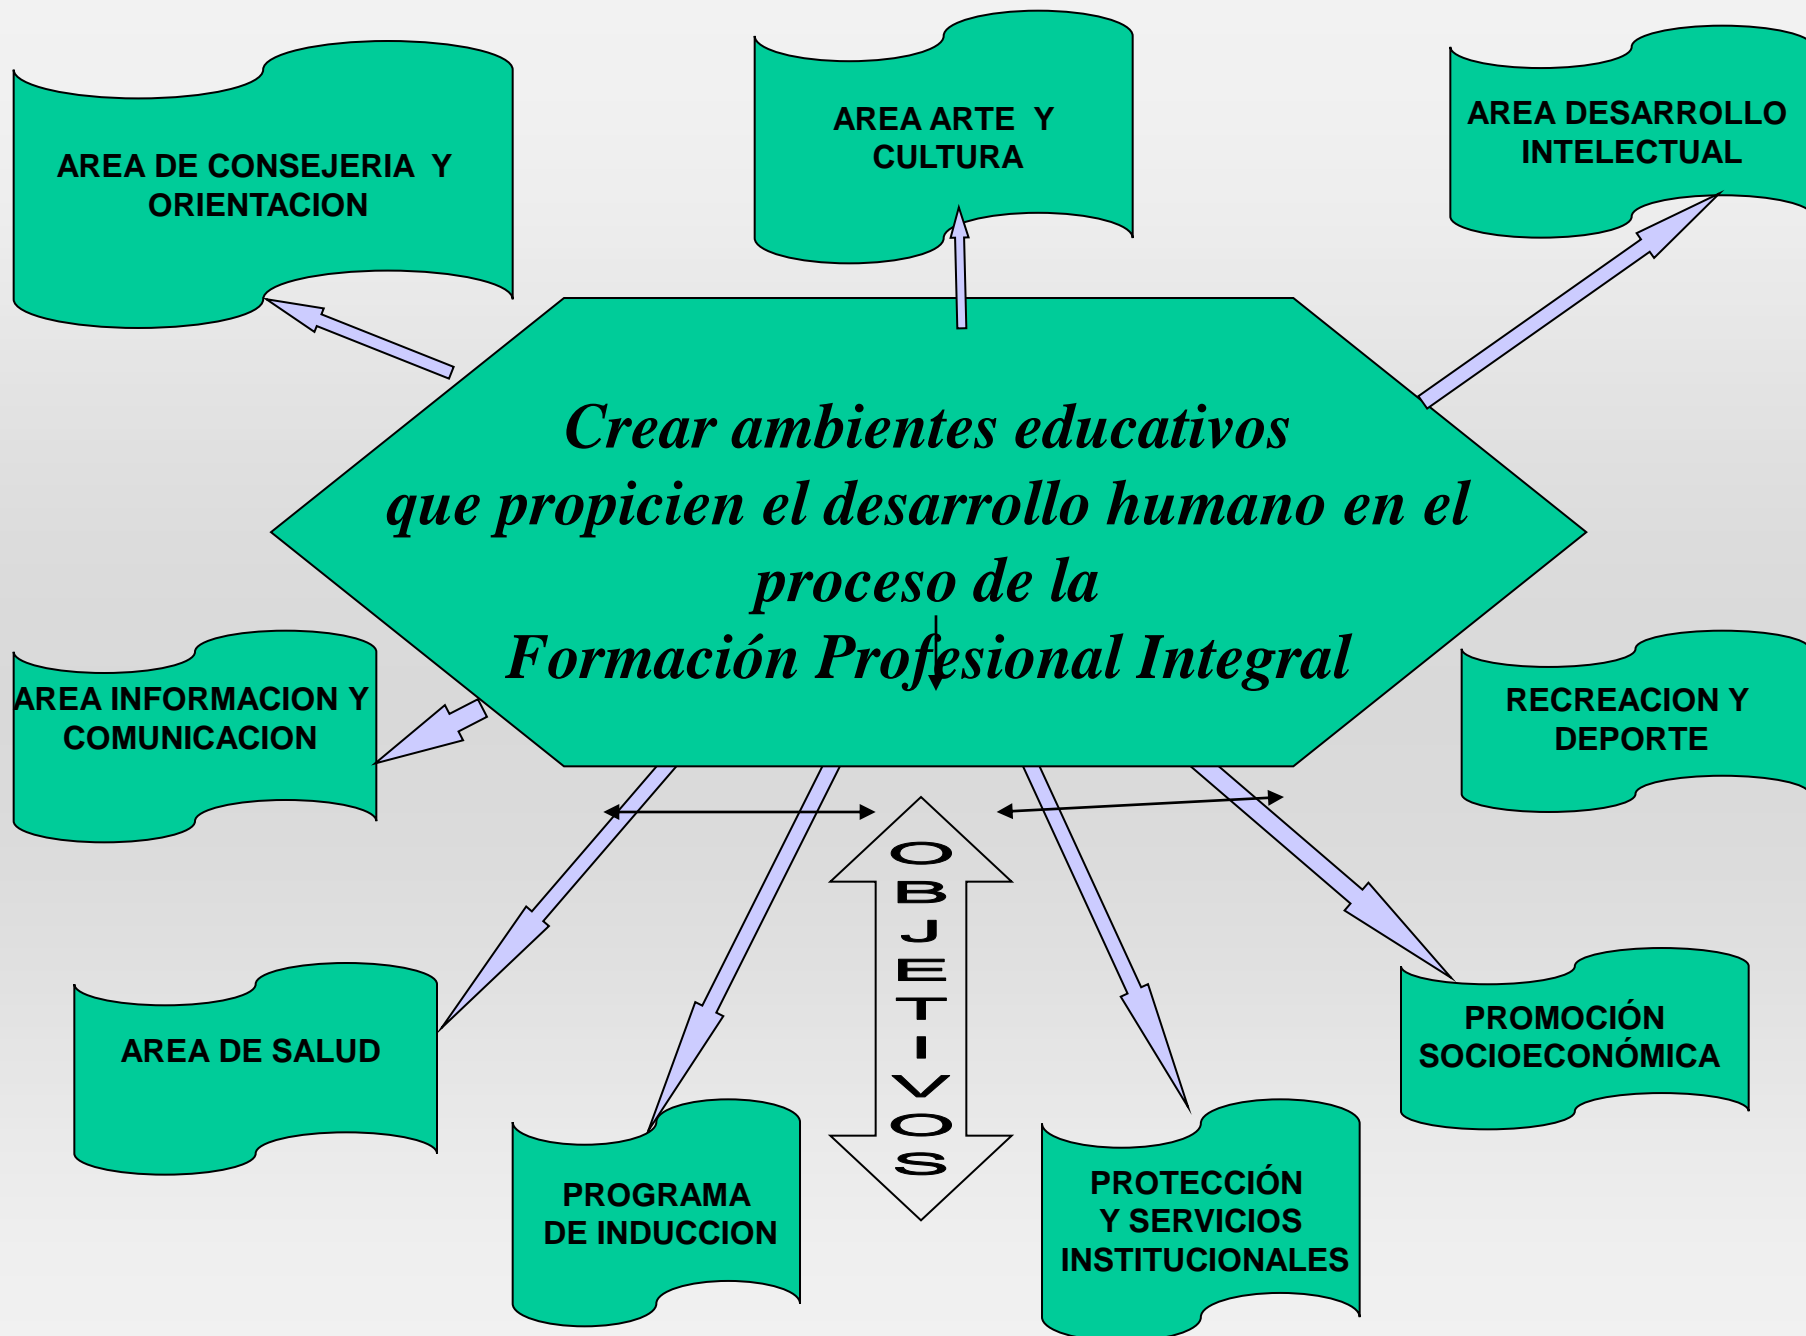 AREA DE CONSEJERIA Y
ORIENTACION
AREA ARTE Y
CULTURA
AREA DESARROLLO
INTELECTUAL
Crear ambientes educativos
que propicien el desarrollo humano en el
proceso de la
Formación Profesional Integral
AREA INFORMACION Y
COMUNICACION
RECREACION Y
DEPORTE
OBJETIVOS
AREA DE SALUD
PROMOCIÓN
SOCIOECONÓMICA
PROGRAMA
DE INDUCCION
PROTECCIÓN
Y SERVICIOS
INSTITUCIONALES